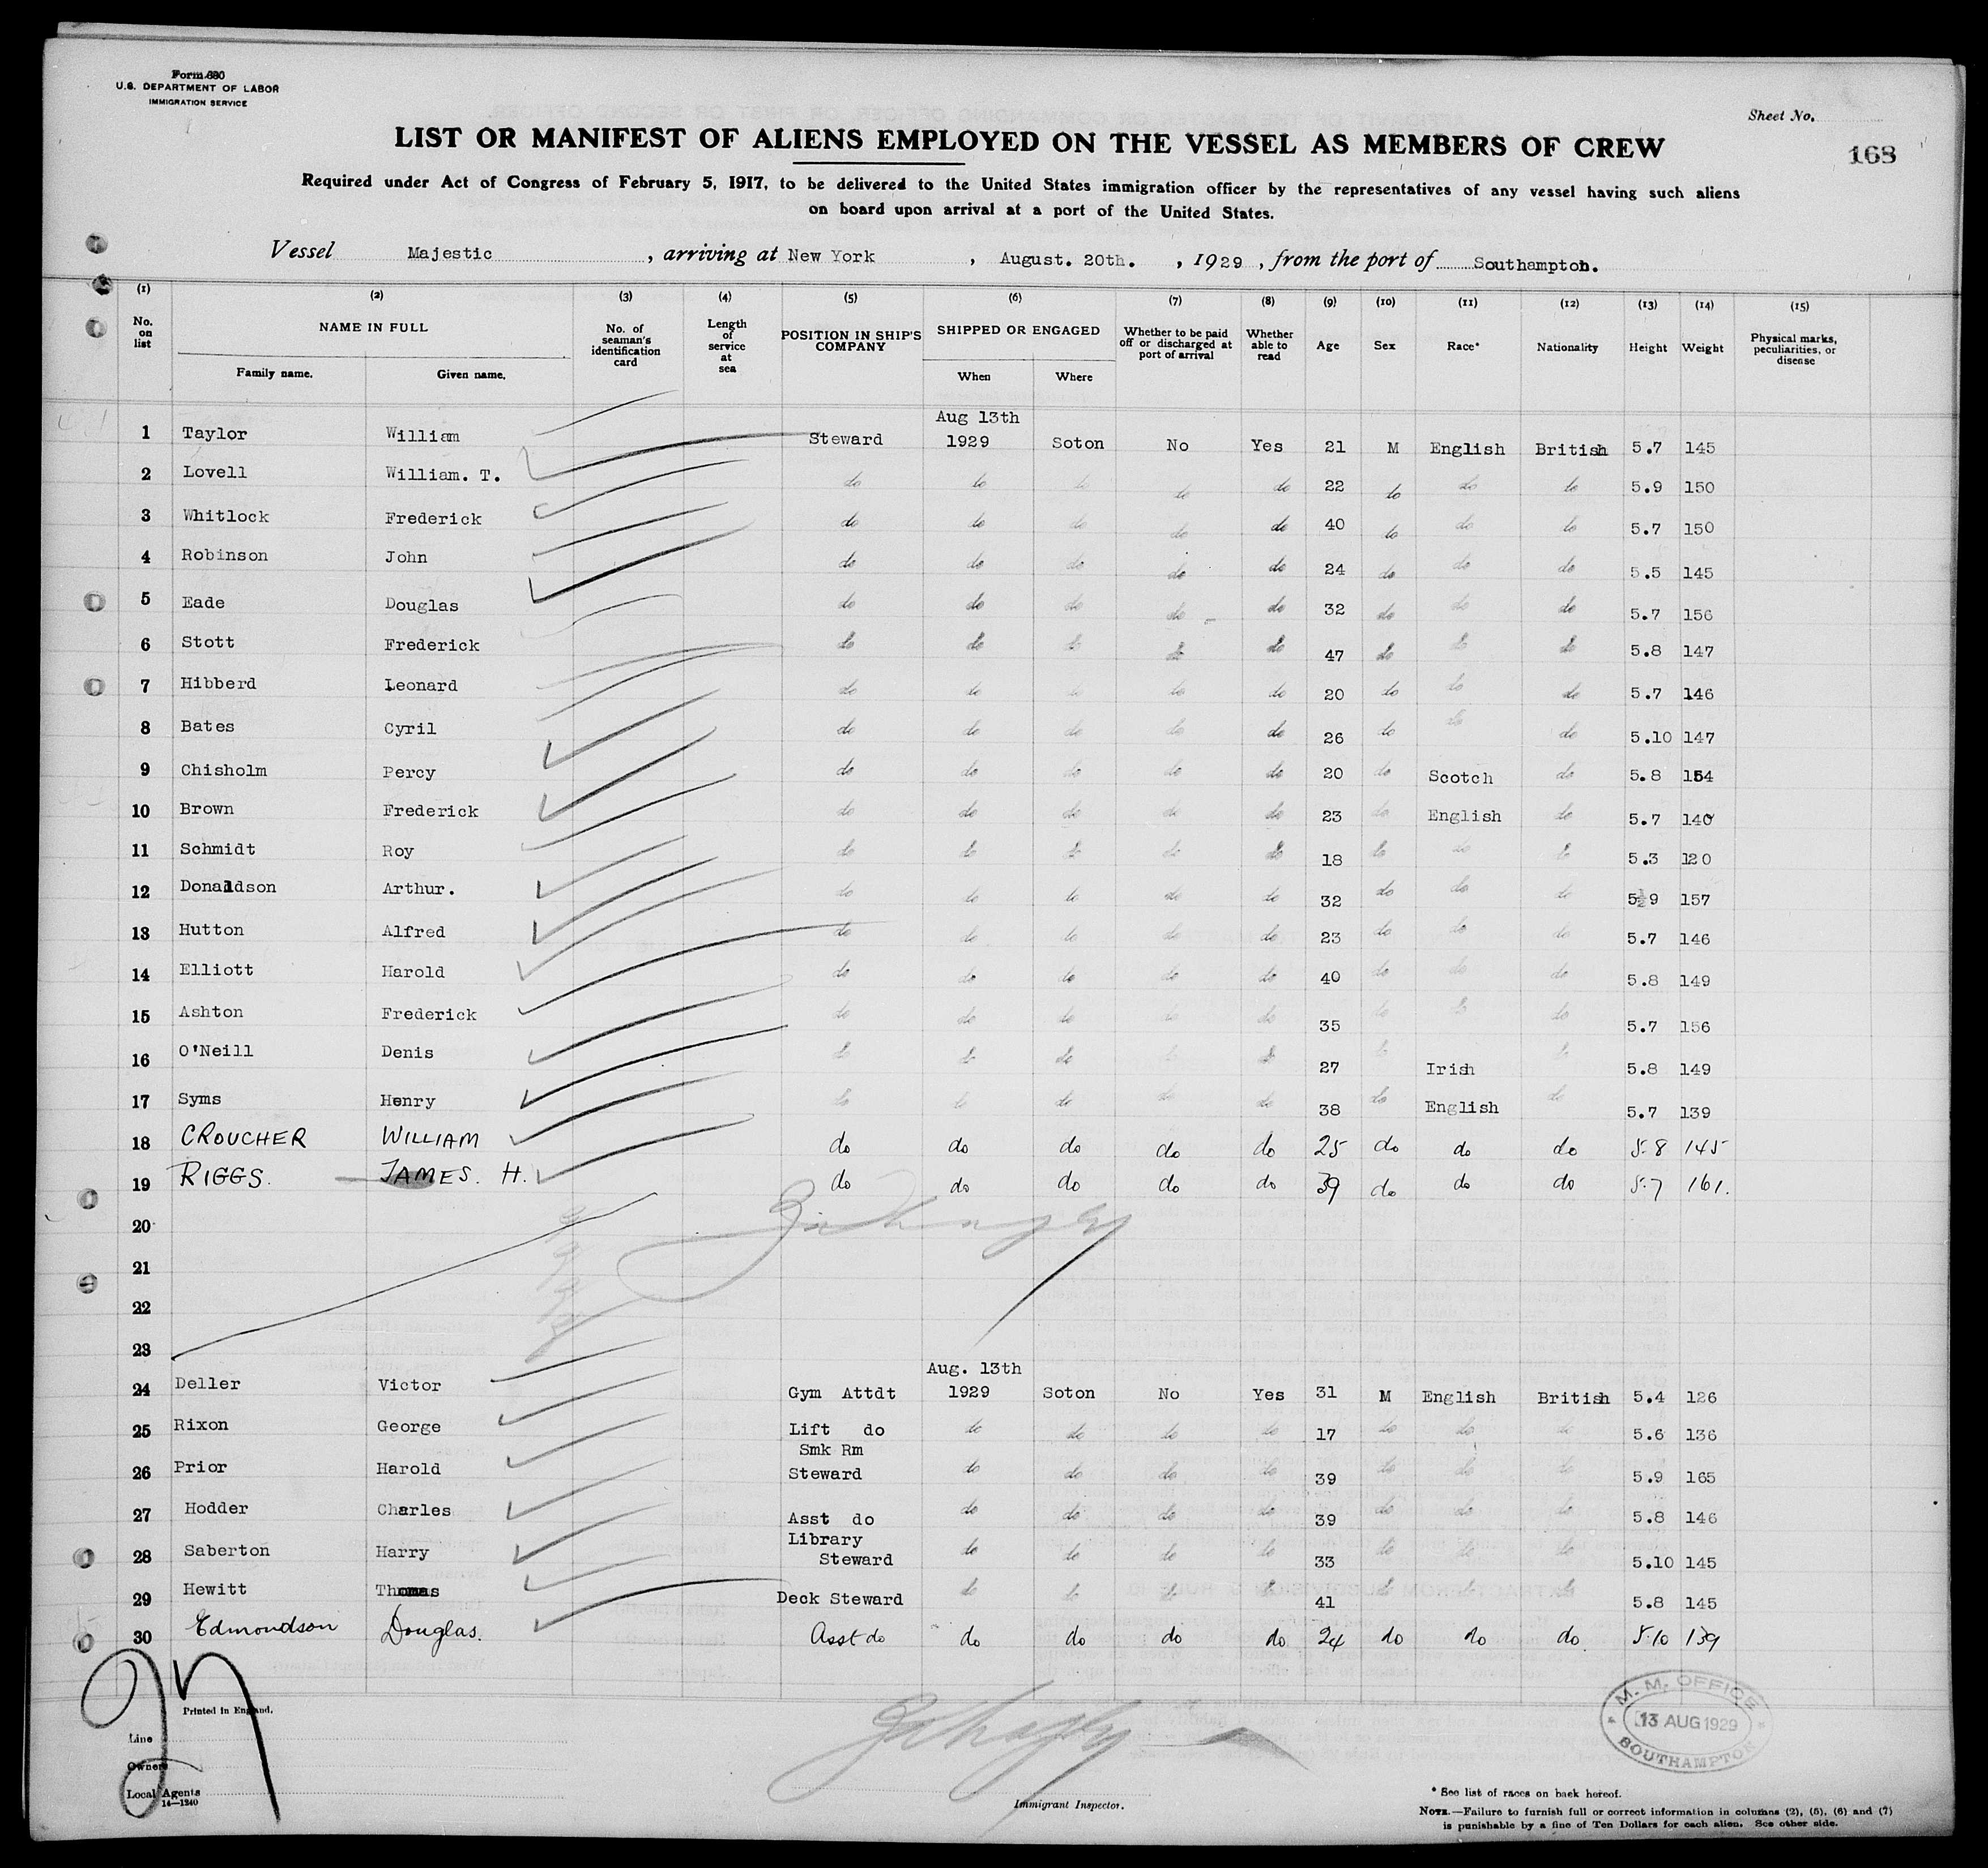 Form 680
U.S. DEPARTMENT OF LABOR
IMMIGRATION SERVICE
Sheet No.
168
LIST OR MANIFEST OF ALIENS EMPLOYED ON THE VESSEL AS MEMBERS OF CREW
Required under Act of Congress of February 5, 1917, to be delivered to the United States immigration officer by the representatives of any vessel having such aliens
on board upon arrival at a port of the United States.
Vessel Majestic, arriving at New York, August. 20th., 1929, from the port of Southampton.
(1) (2) (3) (4) (5) (6) (7) (8) (9) (10) (11) (12) (13) (14) (15)
No. on list NAME IN FULL Family name. Given name. No. of seaman's identification card Length of service at sea POSITION IN SHIP'S COMPANY SHIPPED OR ENGAGED When Where Whether to be paid off or discharged at port of arrival Whether able to read Age Sex Race* Nationality Height Weight Physical marks, peculiarities, or disease
Aug 13th
1 Taylor William Steward 1929 Soton No Yes 21 M English British 5.7 145
2 Lovell William. T. do do do do do 22 do do do 5.9 150
3 Whitlock Frederick do do do do do 40 do do do 5.7 150
4 Robinson John do do do do do 24 do do do 5.5 145
5 Eade Douglas do do do do do 32 do do do 5.7 156
6 Stott Frederick do do do do do 47 do do do 5.8 147
7 Hibberd Leonard do do do do do 20 do do do 5.7 146
8 Bates Cyril do do do do do 26 do do do 5.10 147
9 Chisholm Percy do do do do do 20 do Scotch do 5.8 154
10 Brown Frederick do do do do do 23 do English do 5.7 140
11 Schmidt Roy do do do do do 18 do do do 5.3 120
12 Donaldson Arthur. do do do do do 32 do do do 5 9 157
13 Hutton Alfred do do do do do 23 do do do 5.7 146
14 Elliott Harold do do do do do 40 do do do 5.8 149
15 Ashton Frederick do do do do do 35 do do do 5.7 156
16 O'Neill Denis do do do do do 27 do Irish do 5.8 149
17 Syms Henry do do do do do 38 do English do 5.7 139
18 CROUCHER WILLIAM do do do do do 25 do do do 5.8 145
19 RIGGS. JAMES. H. do do do do do 39 do do do 5.7 161.
20
21
22
23
Aug. 13th
24 Deller Victor Gym Attdt 1929 Soton No Yes 31 M English British 5.4 126
25 Rixon George Lift do do do do do 17 do do do 5.6 136
Smk Rm
26 Prior Harold Steward do do do do 39 do do do 5.9 165
27 Hodder Charles Asst do do do do do 39 do do do 5.8 146
Library
28 Saberton Harry Steward do do do do 33 do do do 5.10 145
29 Hewitt Thomas Deck Steward do do do do 41 do do do 5.8 145
30 Edmondson Douglas. Asst do do do do do 24 do do do. 5.10 139
Printed in England.
Line
Owners
Local Agents
14—1240
Immigrant Inspector.
M. M. OFFICE
13 AUG 1929
SOUTHAMPTON
* See list of races on back hereof.
NOTE.—Failure to furnish full or correct information in columns (2), (5), (6) and (7)
is punishable by a fine of Ten Dollars for each alien. See other side.